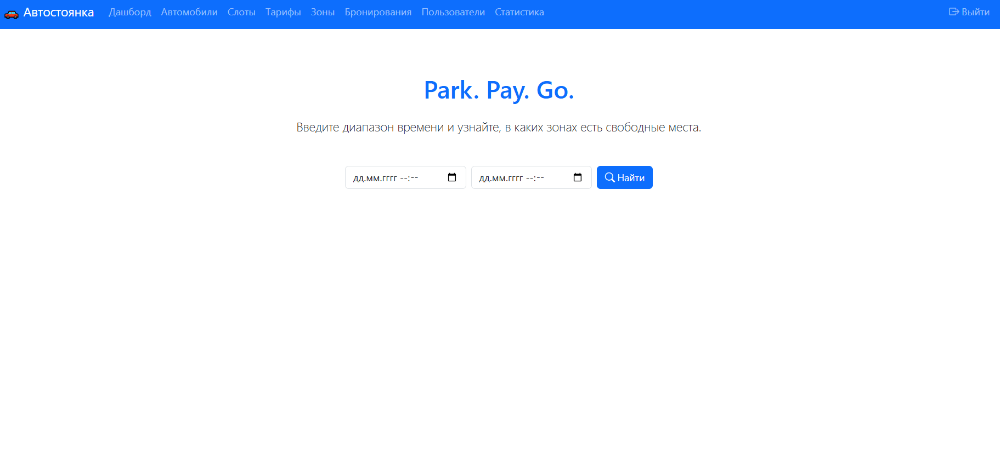 Автостоянка Дашборд Автомобили Слоты Тарифы Зоны Бронирования Пользователи Статистика Выйти
Park. Pay. Go.
Введите диапазон времени и узнайте, в каких зонах есть свободные места.
дд.мм.гггг --:-- дд.мм.гггг --:-- Найти